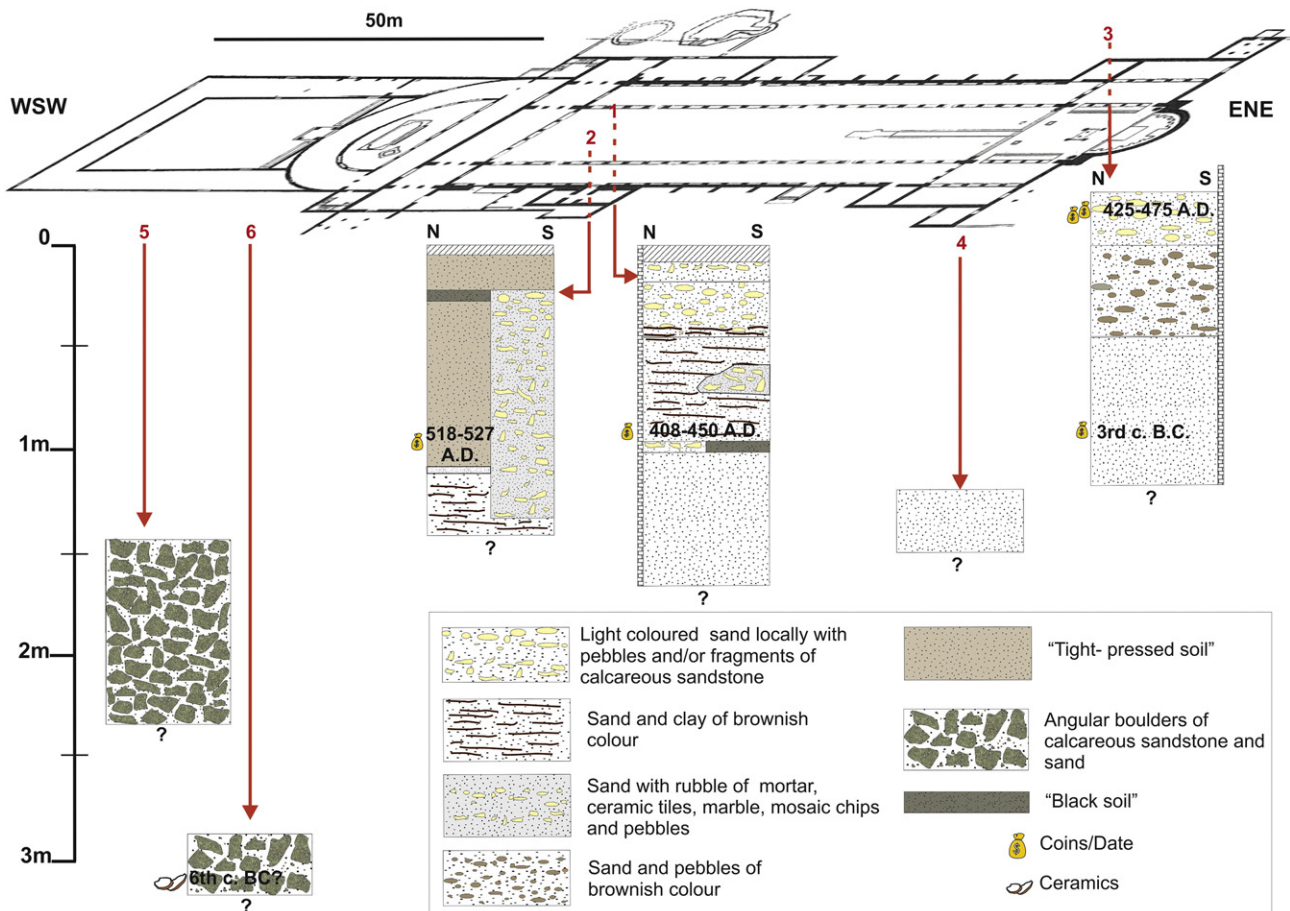 50m
3
WSW
ENE
2
1
N S
425-475 A.D.
3rd c. B.C.
?
5
6
0
N S
N S
4
1m
518-527
A.D.
408-450 A.D.
?
?
?
2m
?
3m
6th c. BC?
?
Light coloured sand locally with
pebbles and/or fragments of
calcareous sandstone
Sand and clay of brownish
colour
Sand with rubble of mortar,
ceramic tiles, marble, mosaic chips
and pebbles
Sand and pebbles of
brownish colour
“Tight- pressed soil”
Angular boulders of
calcareous sandstone and
sand
“Black soil”
Coins/Date
Ceramics